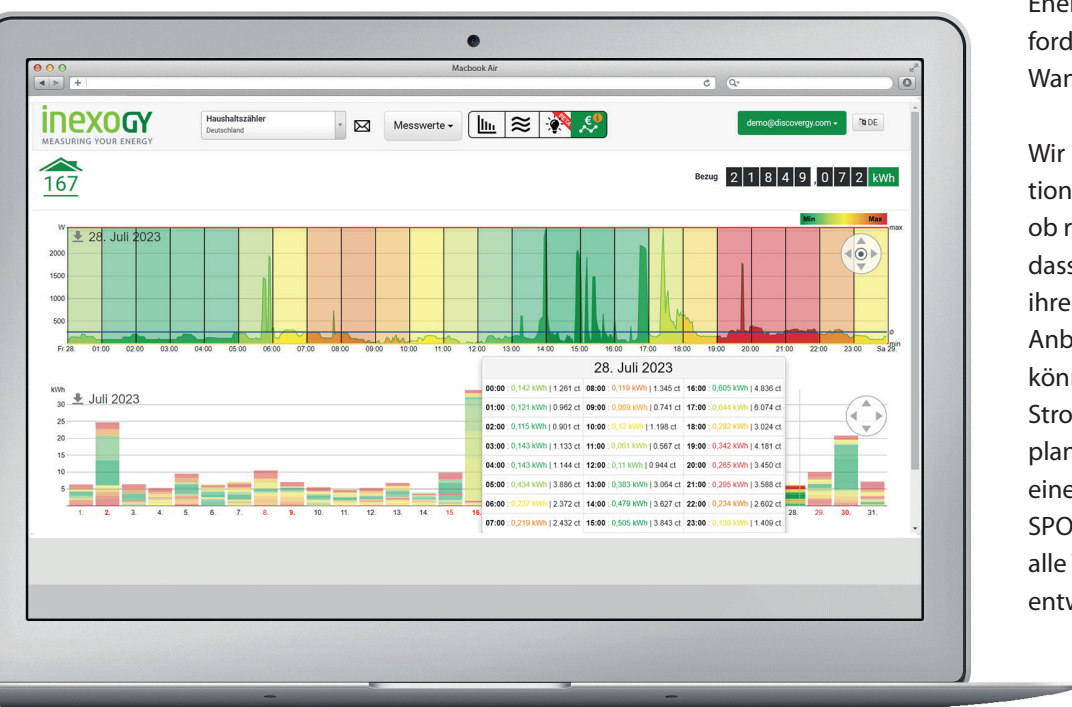 Macbook Air
inexogy
MEASURING YOUR ENERGY
Haushaltszähler
Deutschland
Messwerte
BETA
€
demo@discovergy.com
DE
167
Bezug 21849,072 kWh
Min Max
W
28. Juli 2023
max
2000
1500
1000
500
0
min
Fr 28. 01:00 02:00 03:00 04:00 05:00 06:00 07:00 08:00 09:00 10:00 11:00 12:00 13:00 14:00 15:00 16:00 17:00 18:00 19:00 20:00 21:00 22:00 23:00 Sa 29.
kWh
Juli 2023
30
25
20
15
10
5
1. 2. 3. 4. 5. 6. 7. 8. 9. 10. 11. 12. 13. 14. 15. 16. 28. 29. 30. 31.
28. Juli 2023
00:00 : 0,142 kWh | 1.261 ct 08:00 : 0,119 kWh | 1.345 ct 16:00 : 0,605 kWh | 4.836 ct
01:00 : 0,121 kWh | 0.962 ct 09:00 : 0,069 kWh | 0.741 ct 17:00 : 0,644 kWh | 6.074 ct
02:00 : 0,115 kWh | 0.901 ct 10:00 : 0,12 kWh | 1.198 ct 18:00 : 0,292 kWh | 3.024 ct
03:00 : 0,143 kWh | 1.133 ct 11:00 : 0,061 kWh | 0.567 ct 19:00 : 0,342 kWh | 4.181 ct
04:00 : 0,143 kWh | 1.144 ct 12:00 : 0,11 kWh | 0.944 ct 20:00 : 0,265 kWh | 3.450 ct
05:00 : 0,434 kWh | 3.886 ct 13:00 : 0,383 kWh | 3.064 ct 21:00 : 0,295 kWh | 3.588 ct
06:00 : 0,237 kWh | 2.372 ct 14:00 : 0,479 kWh | 3.627 ct 22:00 : 0,234 kWh | 2.602 ct
07:00 : 0,219 kWh | 2.432 ct 15:00 : 0,505 kWh | 3.843 ct 23:00 : 0,139 kWh | 1.409 ct
ford
Wan
Wir
tion
ob r
dass
ihre
Anb
könn
Stro
plan
eine
SPO
alle
entw